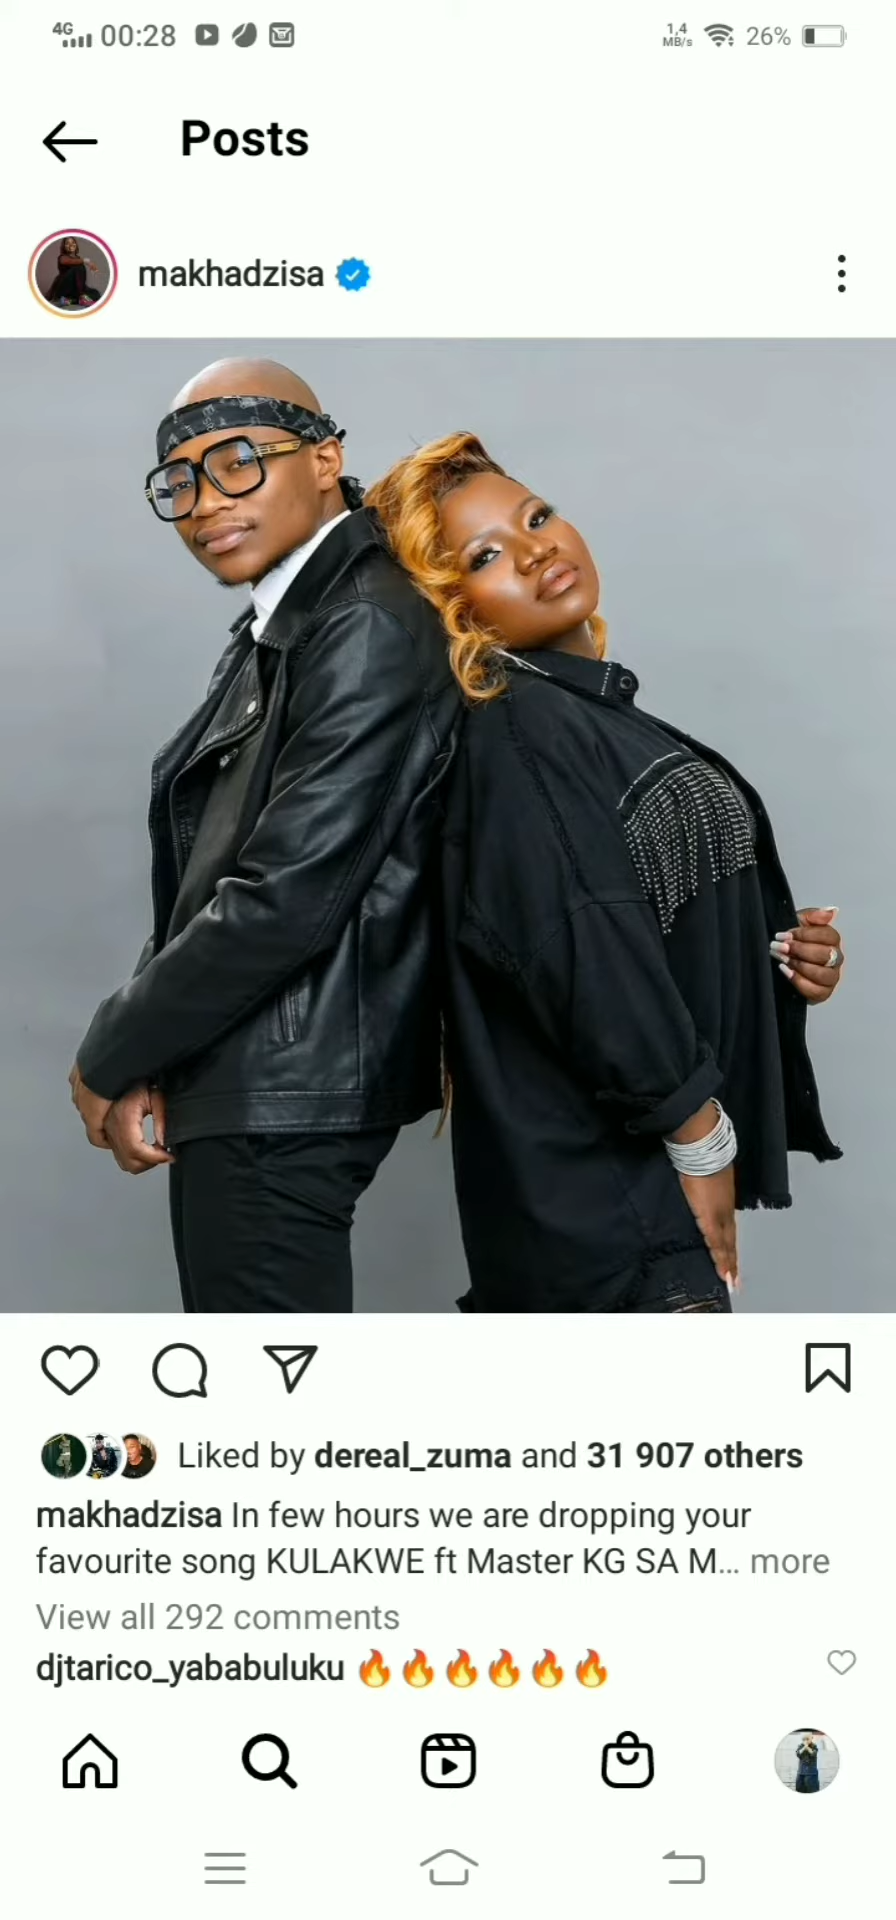 4G 00:28 1,4 MB/s 26%
Posts
makhadzisa
Liked by dereal_zuma and 31 907 others
makhadzisa In few hours we are dropping your
favourite song KULAKWE ft Master KG SA M... more
View all 292 comments
djtarico_yababuluku 🔥🔥🔥🔥🔥🔥